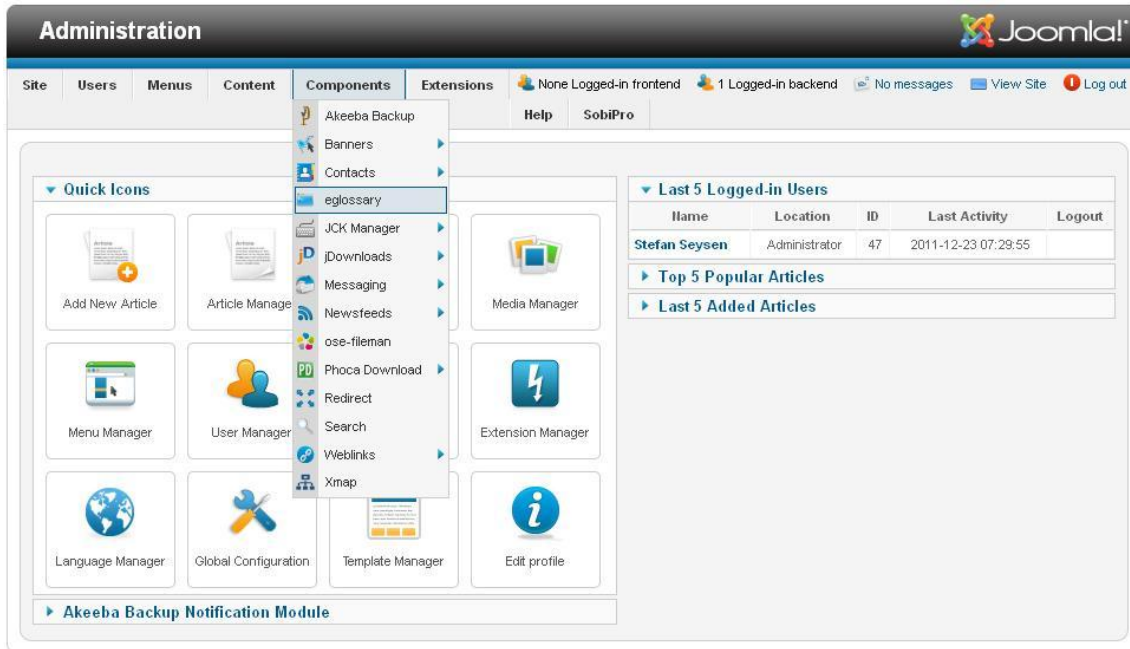 Administration
Joomla!
Site Users Menus Content Components Extensions None Logged-in frontend 1 Logged-in backend No messages View Site Log out
Help SobiPro
Akeeba Backup
Banners
Contacts
eglossary
JCK Manager
jDownloads
Messaging
Newsfeeds
ose-fileman
Phoca Download
Redirect
Search
Weblinks
Xmap
Quick Icons
Add New Article Article Manage Media Manager
Menu Manager User Manager Extension Manager
Language Manager Global Configuration Template Manager Edit profile
Akeeba Backup Notification Module
Last 5 Logged-in Users
Name Location ID Last Activity Logout
Stefan Seysen Administrator 47 2011-12-23 07:29:55
Top 5 Popular Articles
Last 5 Added Articles